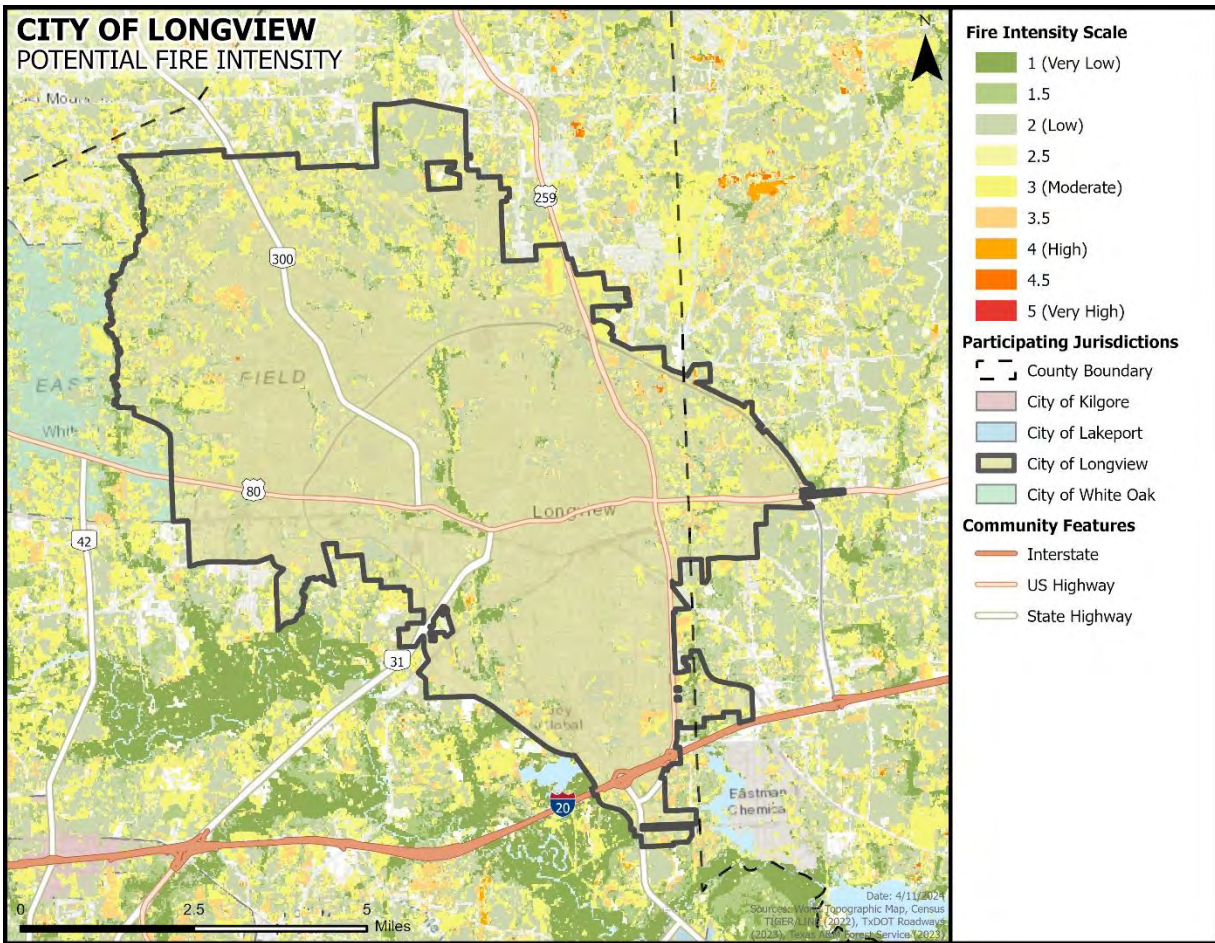 CITY OF LONGVIEW
POTENTIAL FIRE INTENSITY
N
300
259
FIELD
80
42
Longview
31
20
Eastman
Chemica
0 2.5 5
Miles
Date: 4/11/2024
Sources: World Topographic Map, Census
TIGER/LINE (2022), TxDOT Roadways
(2023), Texas A&M Forest Service (2023)
Fire Intensity Scale
1 (Very Low)
1.5
2 (Low)
2.5
3 (Moderate)
3.5
4 (High)
4.5
5 (Very High)
Participating Jurisdictions
County Boundary
City of Kilgore
City of Lakeport
City of Longview
City of White Oak
Community Features
Interstate
US Highway
State Highway